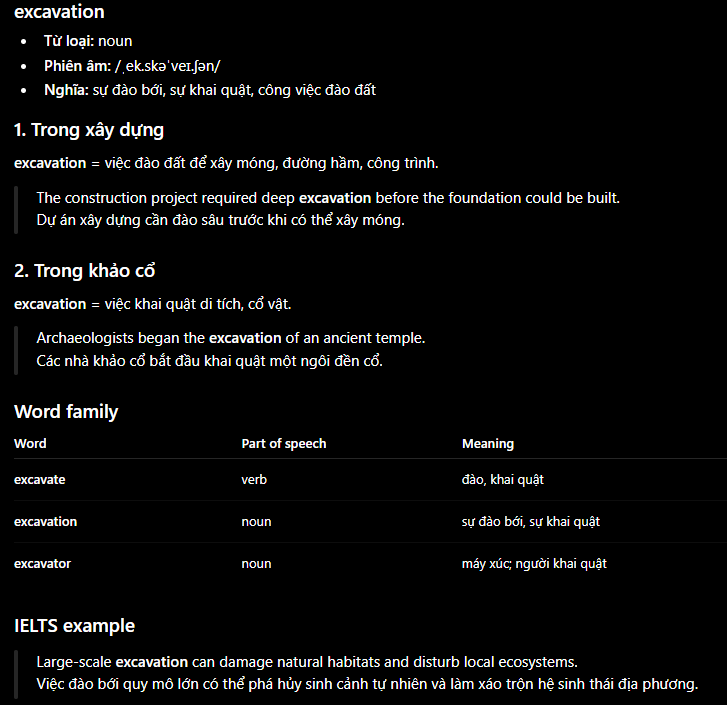 excavation
Từ loại: noun
Phiên âm: /ˌek.skəˈveɪ.ʃən/
Nghĩa: sự đào bới, sự khai quật, công việc đào đất
1. Trong xây dựng
excavation = việc đào đất để xây móng, đường hầm, công trình.
The construction project required deep excavation before the foundation could be built.
Dự án xây dựng cần đào sâu trước khi có thể xây móng.
2. Trong khảo cổ
excavation = việc khai quật di tích, cổ vật.
Archaeologists began the excavation of an ancient temple.
Các nhà khảo cổ bắt đầu khai quật một ngôi đền cổ.
Word family
Word Part of speech Meaning
excavate verb đào, khai quật
excavation noun sự đào bới, sự khai quật
excavator noun máy xúc; người khai quật
IELTS example
Large-scale excavation can damage natural habitats and disturb local ecosystems.
Việc đào bới quy mô lớn có thể phá hủy sinh cảnh tự nhiên và làm xáo trộn hệ sinh thái địa phương.